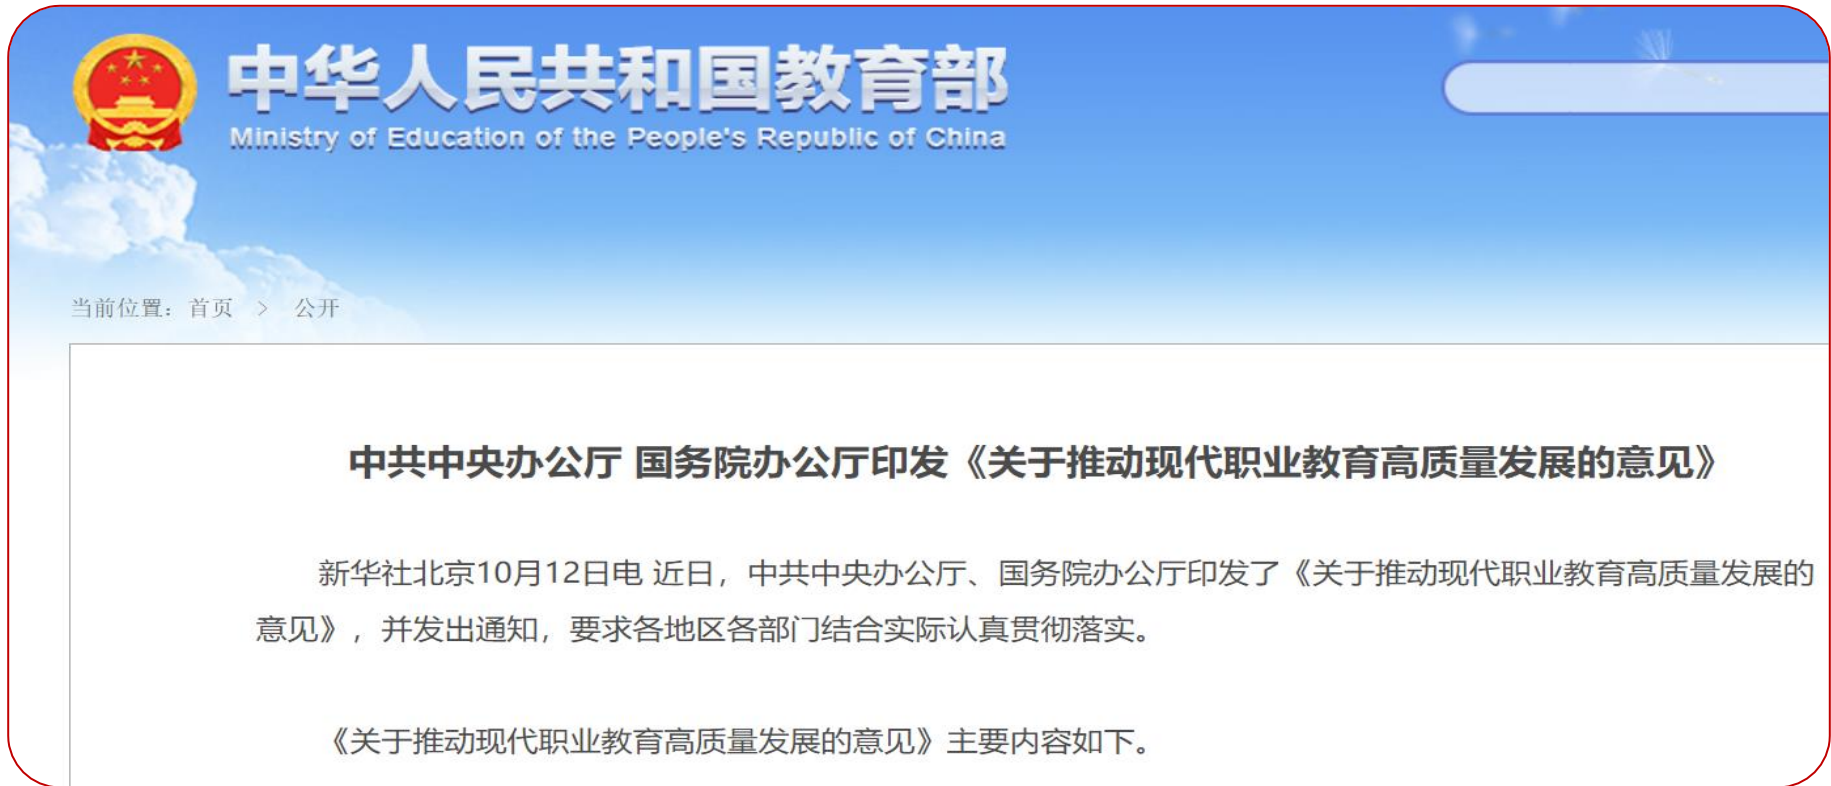 中华人民共和国教育部
Ministry of Education of the People's Republic of China
当前位置：首页 > 公开
中共中央办公厅 国务院办公厅印发《关于推动现代职业教育高质量发展的意见》
新华社北京10月12日电 近日，中共中央办公厅、国务院办公厅印发了《关于推动现代职业教育高质量发展的
意见》，并发出通知，要求各地区各部门结合实际认真贯彻落实。
《关于推动现代职业教育高质量发展的意见》主要内容如下。